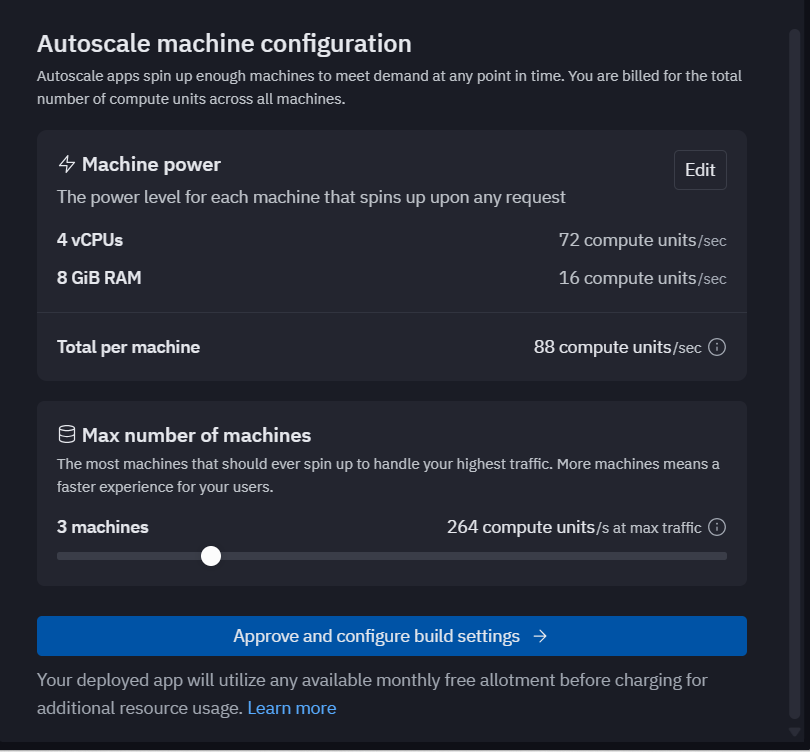 Autoscale machine configuration
Autoscale apps spin up enough machines to meet demand at any point in time. You are billed for the total
number of compute units across all machines.
Machine power
Edit
The power level for each machine that spins up upon any request
4 vCPUs 72 compute units/sec
8 GiB RAM 16 compute units/sec
Total per machine 88 compute units/sec
Max number of machines
The most machines that should ever spin up to handle your highest traffic. More machines means a
faster experience for your users.
3 machines 264 compute units/s at max traffic
Approve and configure build settings →
Your deployed app will utilize any available monthly free allotment before charging for
additional resource usage. Learn more